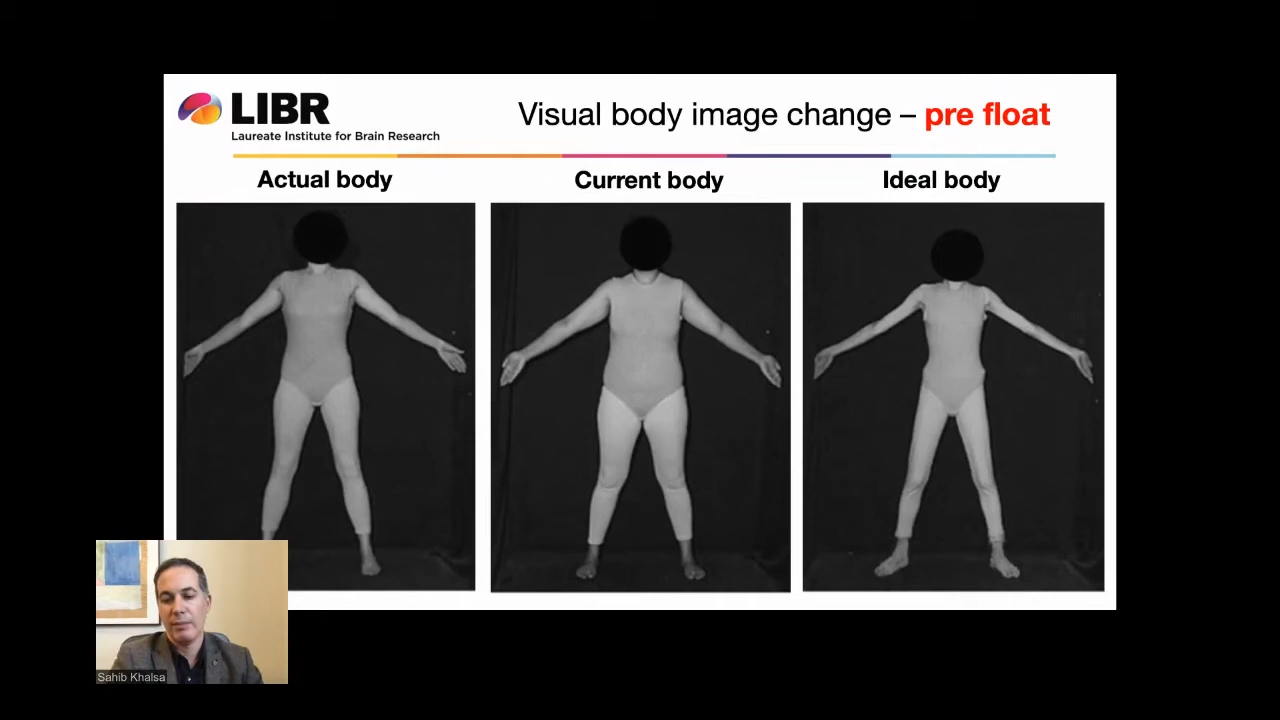 LIBR
Laureate Institute for Brain Research
Visual body image change – pre float
Actual body
Current body
Ideal body
Sahib Khalsa